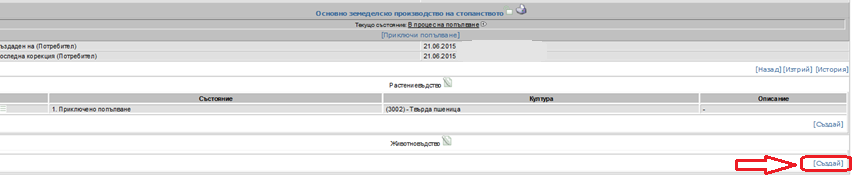 Основно земеделско производство на стопанството
Текущо състояние: В процес на попълване
[Приключи попълване]
ъздаден на (Потребител) 21.06.2015
оследна корекция (Потребител) 21.06.2015
[Назад] [Изтрий] [История]
Растениевъдство
Състояние Култура Описание
1. Приключено попълване (3002) - Твърда пшеница -
[Създай]
Животновъдство
[Създай]